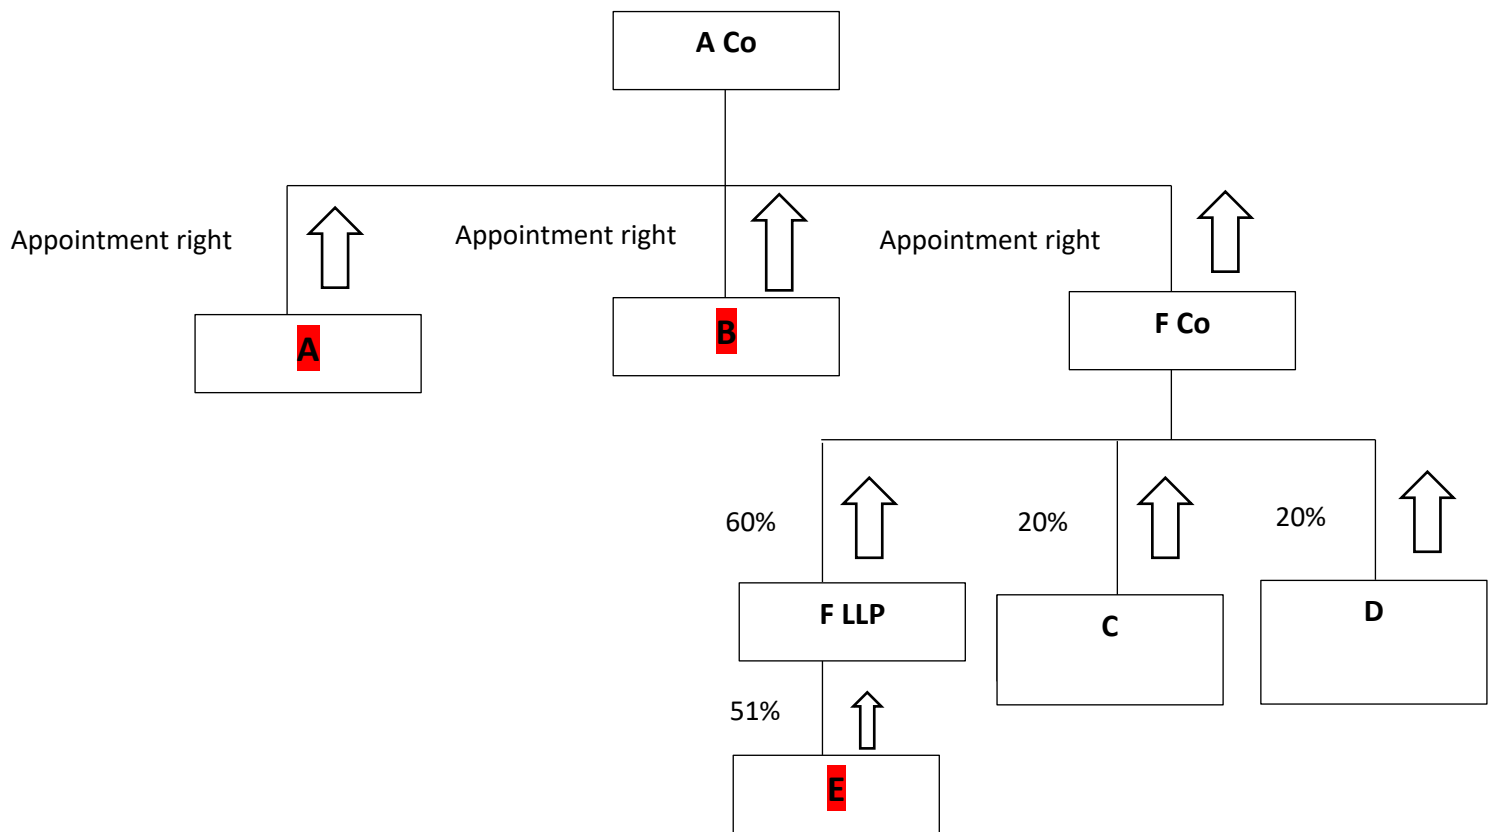 A Co
Appointment right
Appointment right
Appointment right
A
B
F Co
60%
20%
20%
F LLP
C
D
51%
E